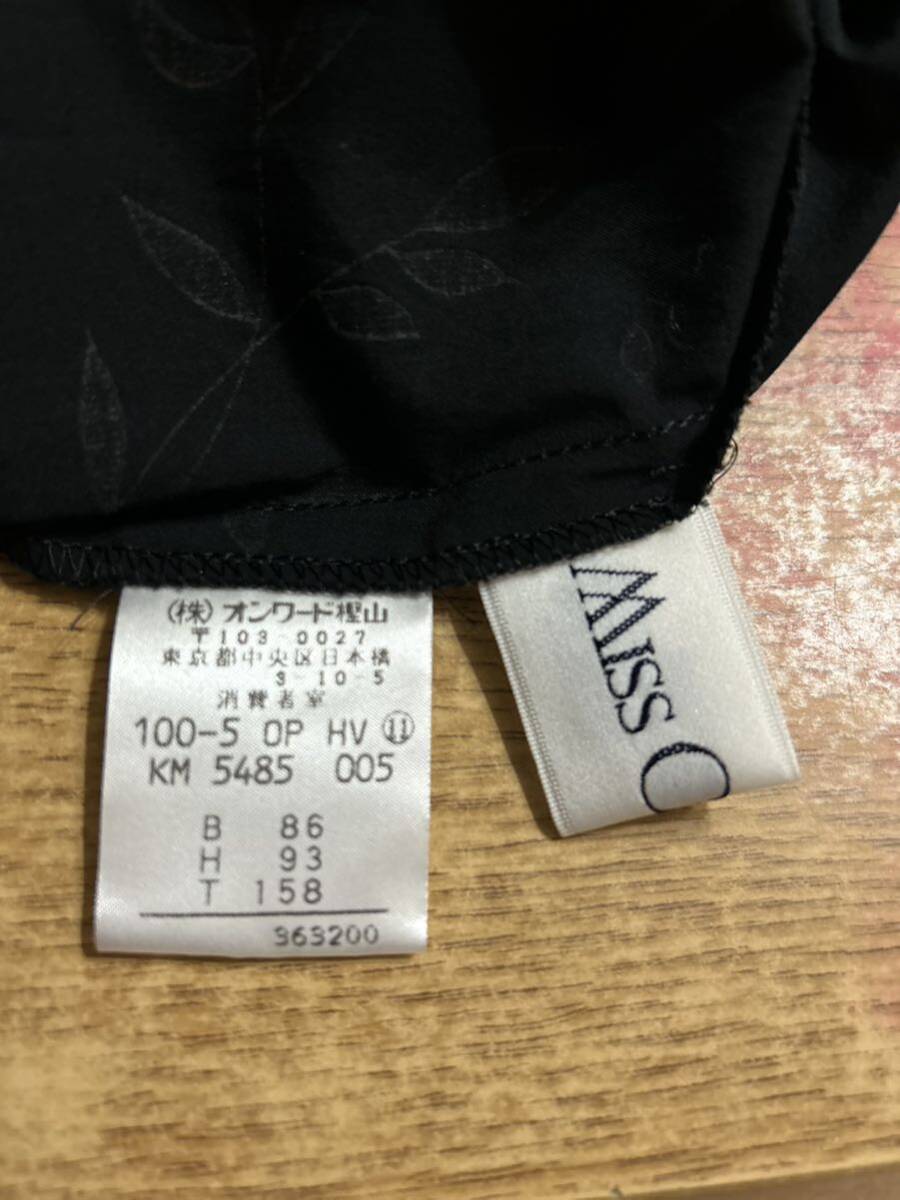 (株)オンワード樫山
〒103-0027
東京都中央区日本橋
3-10-5
消費者室
100-5 OP HV ⑪
KM 5485 005
B 86
H 93
T 158
363200
MISS